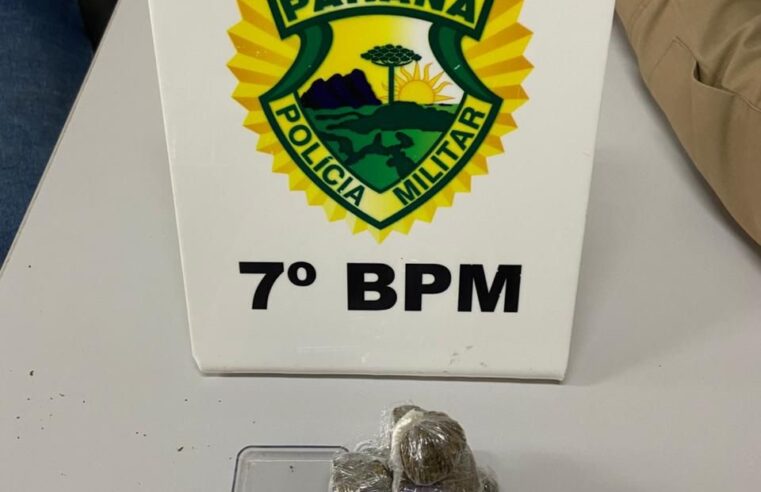 PARANÁ
POLÍCIA MILITAR
7º BPM